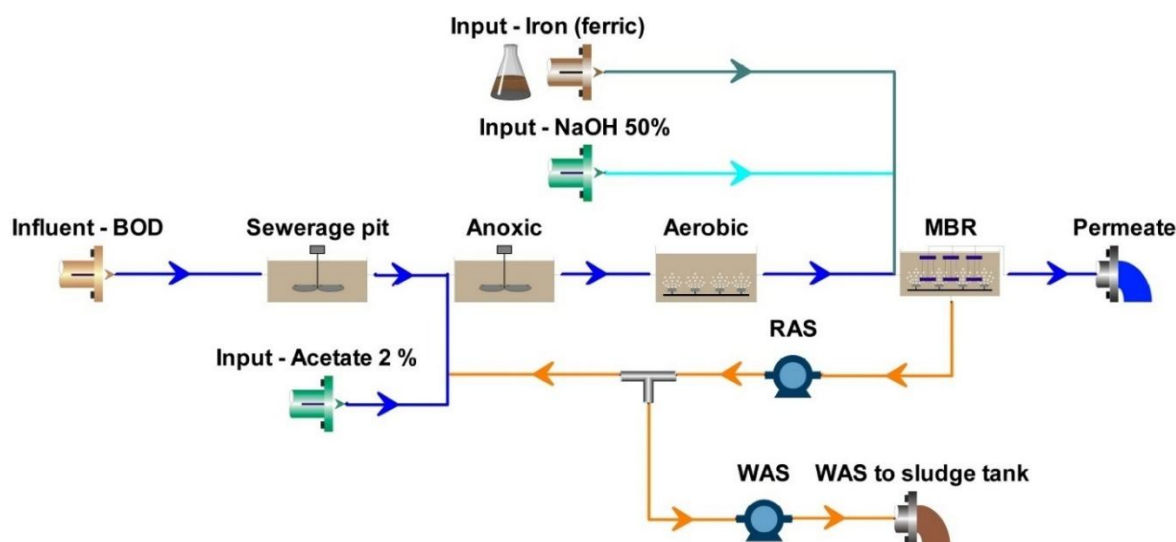 Input - Iron (ferric)
Input - NaOH 50%
Influent - BOD
Sewerage pit
Anoxic
Aerobic
MBR
Permeate
RAS
Input - Acetate 2 %
WAS
WAS to sludge tank